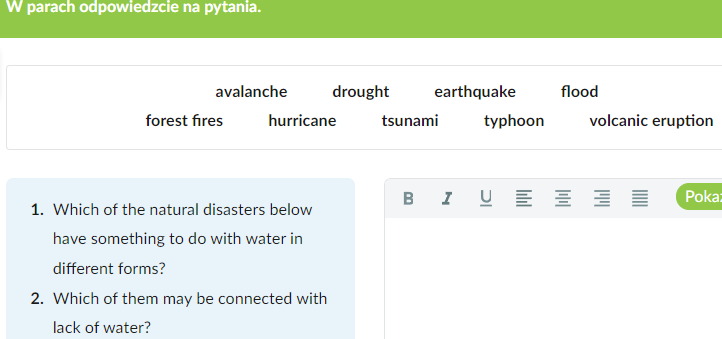 W parach odpowiedzcie na pytania.
avalanche drought earthquake flood
forest fires hurricane tsunami typhoon volcanic eruption
1. Which of the natural disasters below
have something to do with water in
different forms?
2. Which of them may be connected with
lack of water?
B I U